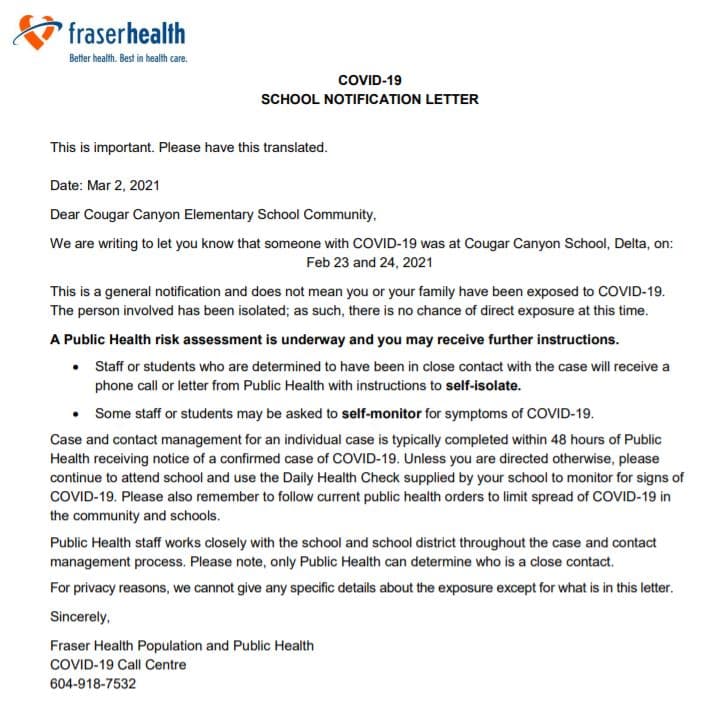 fraserhealth
Better health. Best in health care.
COVID-19
SCHOOL NOTIFICATION LETTER
This is important. Please have this translated.
Date: Mar 2, 2021
Dear Cougar Canyon Elementary School Community,
We are writing to let you know that someone with COVID-19 was at Cougar Canyon School, Delta, on:
Feb 23 and 24, 2021
This is a general notification and does not mean you or your family have been exposed to COVID-19.
The person involved has been isolated; as such, there is no chance of direct exposure at this time.
A Public Health risk assessment is underway and you may receive further instructions.
• Staff or students who are determined to have been in close contact with the case will receive a
phone call or letter from Public Health with instructions to self-isolate.
• Some staff or students may be asked to self-monitor for symptoms of COVID-19.
Case and contact management for an individual case is typically completed within 48 hours of Public
Health receiving notice of a confirmed case of COVID-19. Unless you are directed otherwise, please
continue to attend school and use the Daily Health Check supplied by your school to monitor for signs of
COVID-19. Please also remember to follow current public health orders to limit spread of COVID-19 in
the community and schools.
Public Health staff works closely with the school and school district throughout the case and contact
management process. Please note, only Public Health can determine who is a close contact.
For privacy reasons, we cannot give any specific details about the exposure except for what is in this letter.
Sincerely,
Fraser Health Population and Public Health
COVID-19 Call Centre
604-918-7532